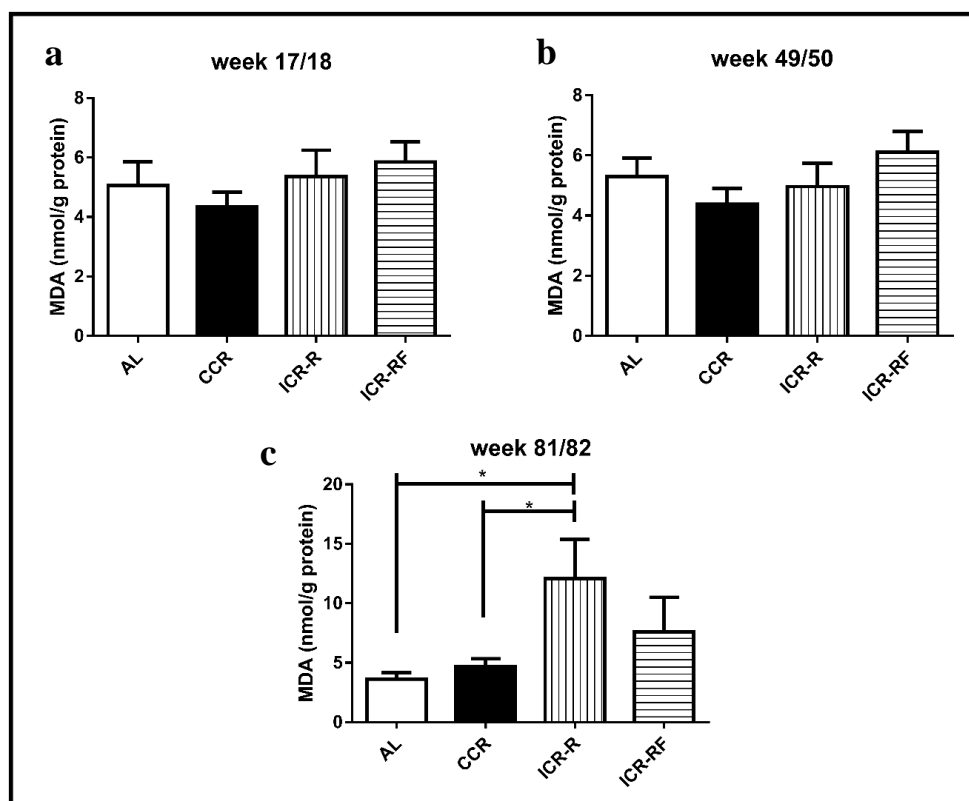 a
week 17/18
MDA (nmol/g protein)
8
6
4
2
0
AL
CCR
ICR-R
ICR-RF
b
week 49/50
MDA (nmol/g protein)
8
6
4
2
0
AL
CCR
ICR-R
ICR-RF
c
week 81/82
MDA (nmol/g protein)
20
15
10
5
0
*
*
AL
CCR
ICR-R
ICR-RF